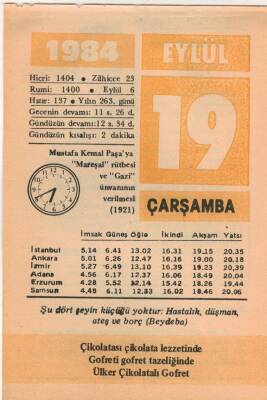 1984 EYLÜL
19
ÇARŞAMBA
Hicri: 1404 • Zühicce 23
Rumi: 1400 • Eylül 6
Hızır: 137 • Yılın 263. günü
Gecenin devamı: 11 s. 26 d.
Gündüzün devamı: 12 s. 34 d.
Gündüzün kısalışı: 2 dakika
Mustafa Kemal Paşa'ya
"Mareşal" rütbesi
ve "Gazi"
ünvanının
verilmesi
(1921)
İmsak Güneş Öğle İkindi Akşam Yatsı
İstanbul 5.14 6.41 13.02 16.31 19.15 20.35
Ankara 5.01 6.26 12.47 16.16 19.00 20.18
İzmir 5.27 6.49 13.10 16.39 19.23 20.39
Adana 4.56 6.17 12.37 16.06 18.49 20.04
Erzurum 4.28 5.52 12.14 15.42 18.26 19.44
Samsun 4.48 6.11 12.33 16.02 18.46 20.06
Şu dört şeyin küçüğü yoktur: Hastalık, düşman,
ateş ve borç (Beydeba)
Çikolatası çikolata lezzetinde
Gofreti gofret tazeliğinde
Ülker Çikolatalı Gofret